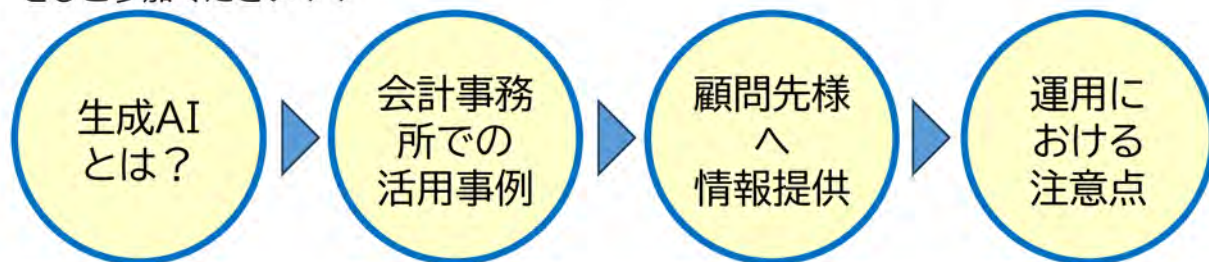 生成AI
とは？
会計事務
所での
活用事例
顧問先様
へ
情報提供
運用に
おける
注意点